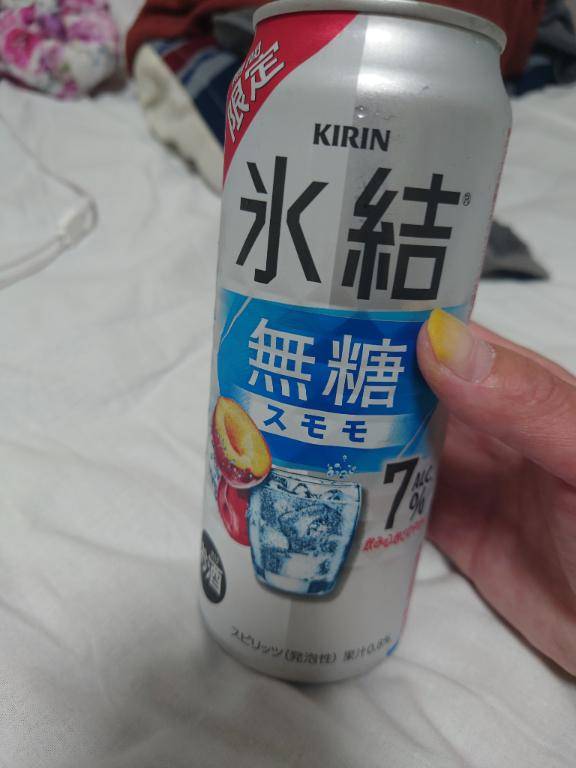 限定
KIRIN
氷結®
無糖
スモモ
7
ALC.
%
酒
スピリッツ(発泡性) 果汁0.8%